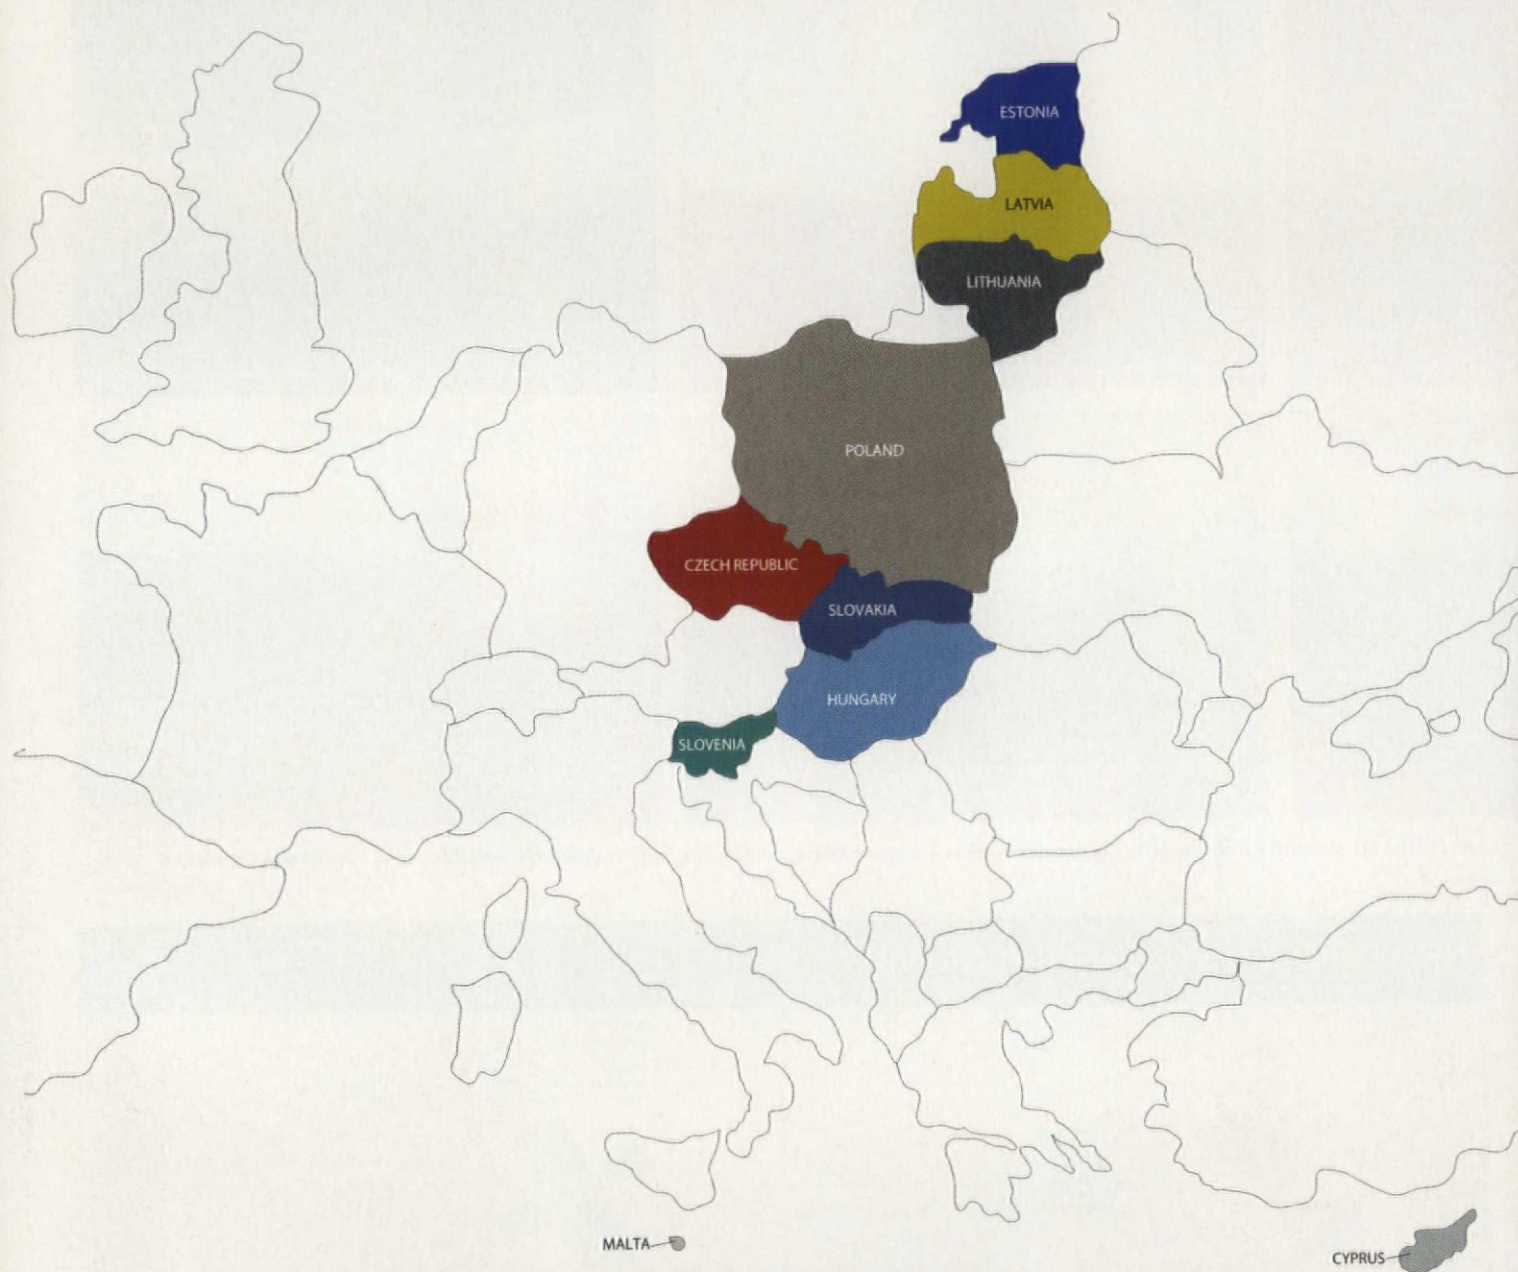 ESTONIA
LATVIA
LITHUANIA
POLAND
CZECH REPUBLIC
SLOVAKIA
HUNGARY
SLOVENIA
MALTA
CYPRUS